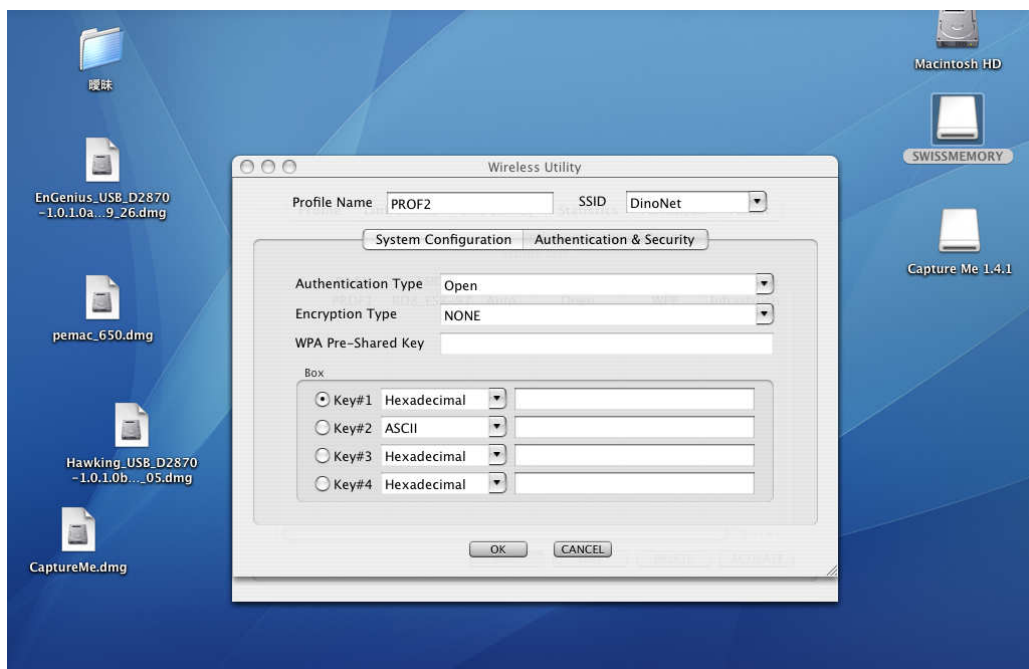 曖昧
EnGenius_USB_D2870
-1.0.1.0a...9_26.dmg
pemac_650.dmg
Hawking_USB_D2870
-1.0.1.0b..._05.dmg
CaptureMe.dmg
Macintosh HD
SWISSMEMORY
Capture Me 1.4.1
Wireless Utility
Profile Name PROF2 SSID DinoNet
System Configuration Authentication & Security
Authentication Type Open
Encryption Type NONE
WPA Pre-Shared Key
Box
Key#1 Hexadecimal
Key#2 ASCII
Key#3 Hexadecimal
Key#4 Hexadecimal
OK CANCEL